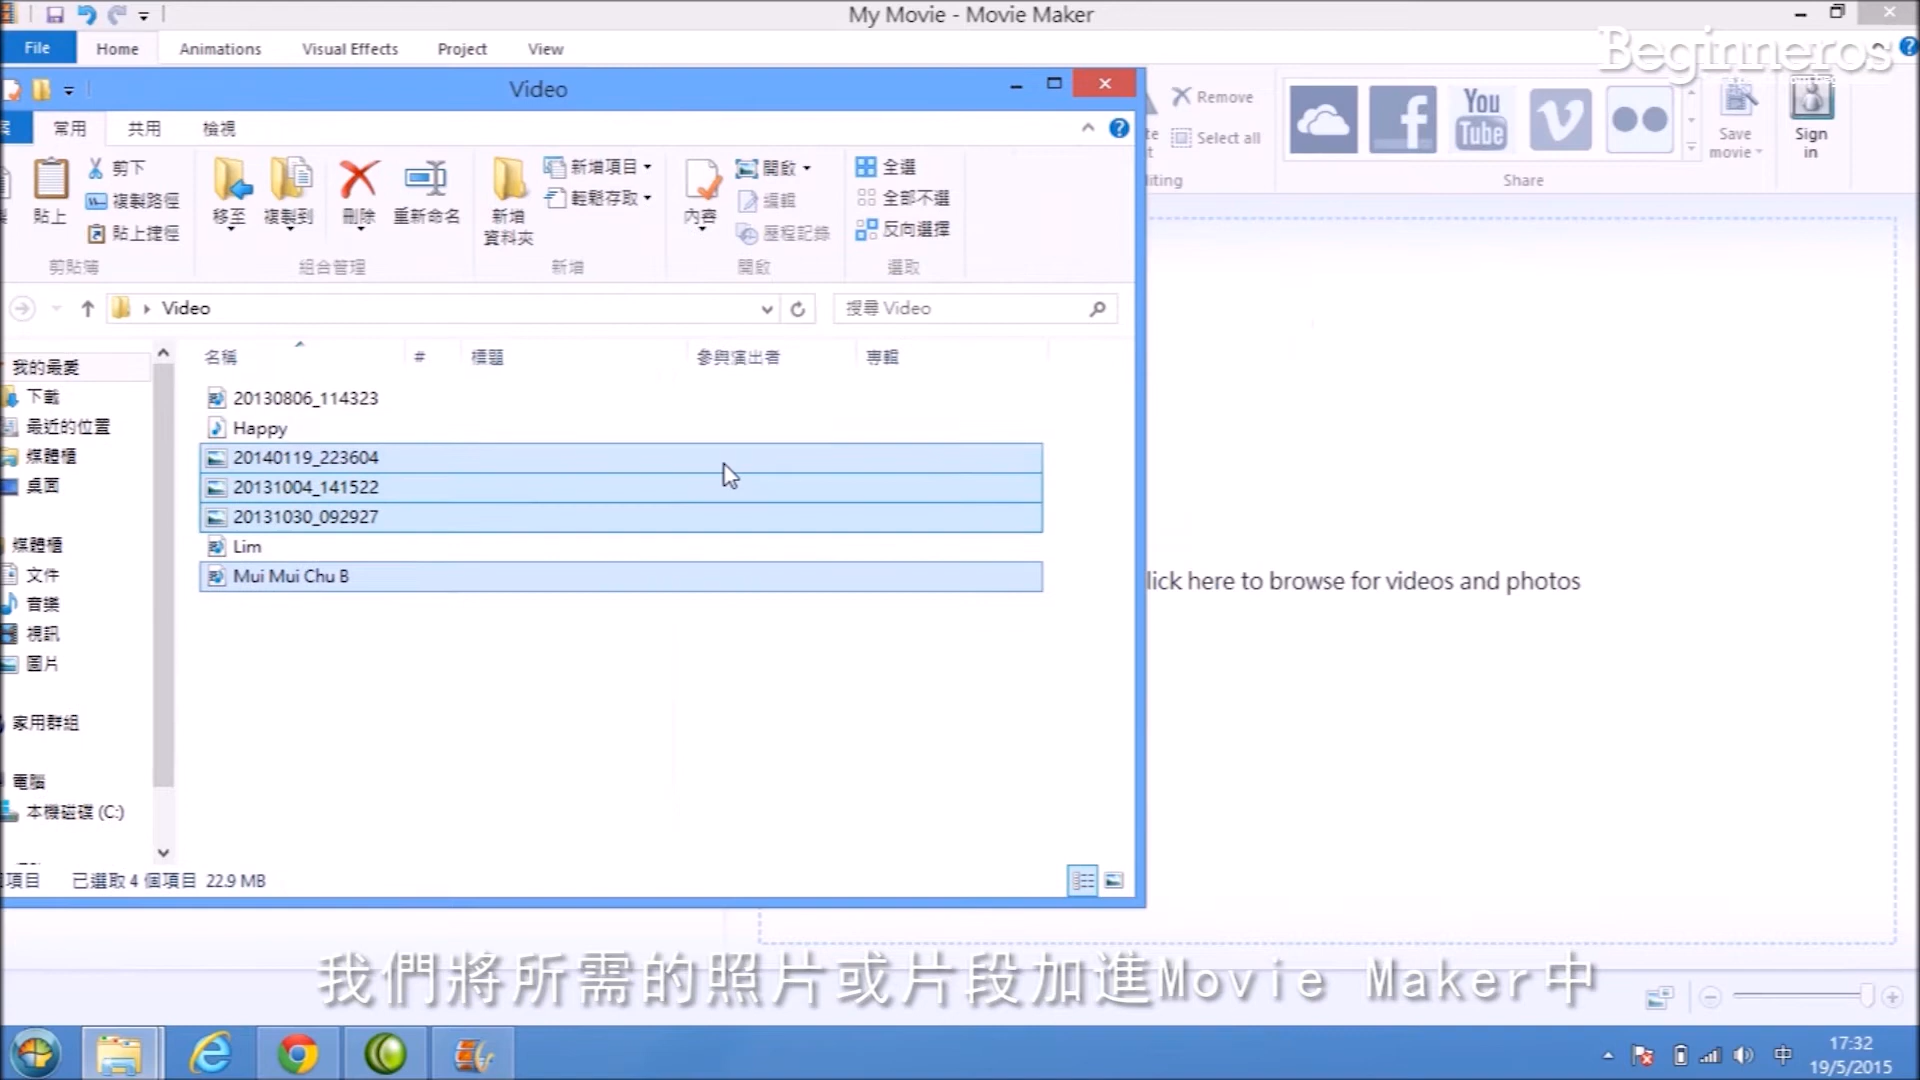 My Movie - Movie Maker
Beginneros
File Home Animations Visual Effects Project View
Video
常用 共用 檢視
Remove
Select all
You Tube
Save movie
Sign in
Share
貼上
剪下
複製路徑
貼上捷徑
剪貼簿
移至 複製到 刪除 重新命名
組合管理
新增資料夾
新增項目
輕鬆存取
新增
內容
開啟
編輯
歷程記錄
開啟
全選
全部不選
反向選擇
選取
Video
搜尋 Video
名稱 # 標題 參與演出者 專輯
我的最愛
下載
最近的位置
媒體櫃
桌面
媒體櫃
文件
音樂
視訊
圖片
家用群組
電腦
本機磁碟 (C:)
20130806_114323
Happy
20140119_223604
20131004_141522
20131030_092927
Lim
Mui Mui Chu B
lick here to browse for videos and photos
項目 已選取 4 個項目 22.9 MB
我們將所需的照片或片段加進Movie Maker中
中
17:32
19/5/2015